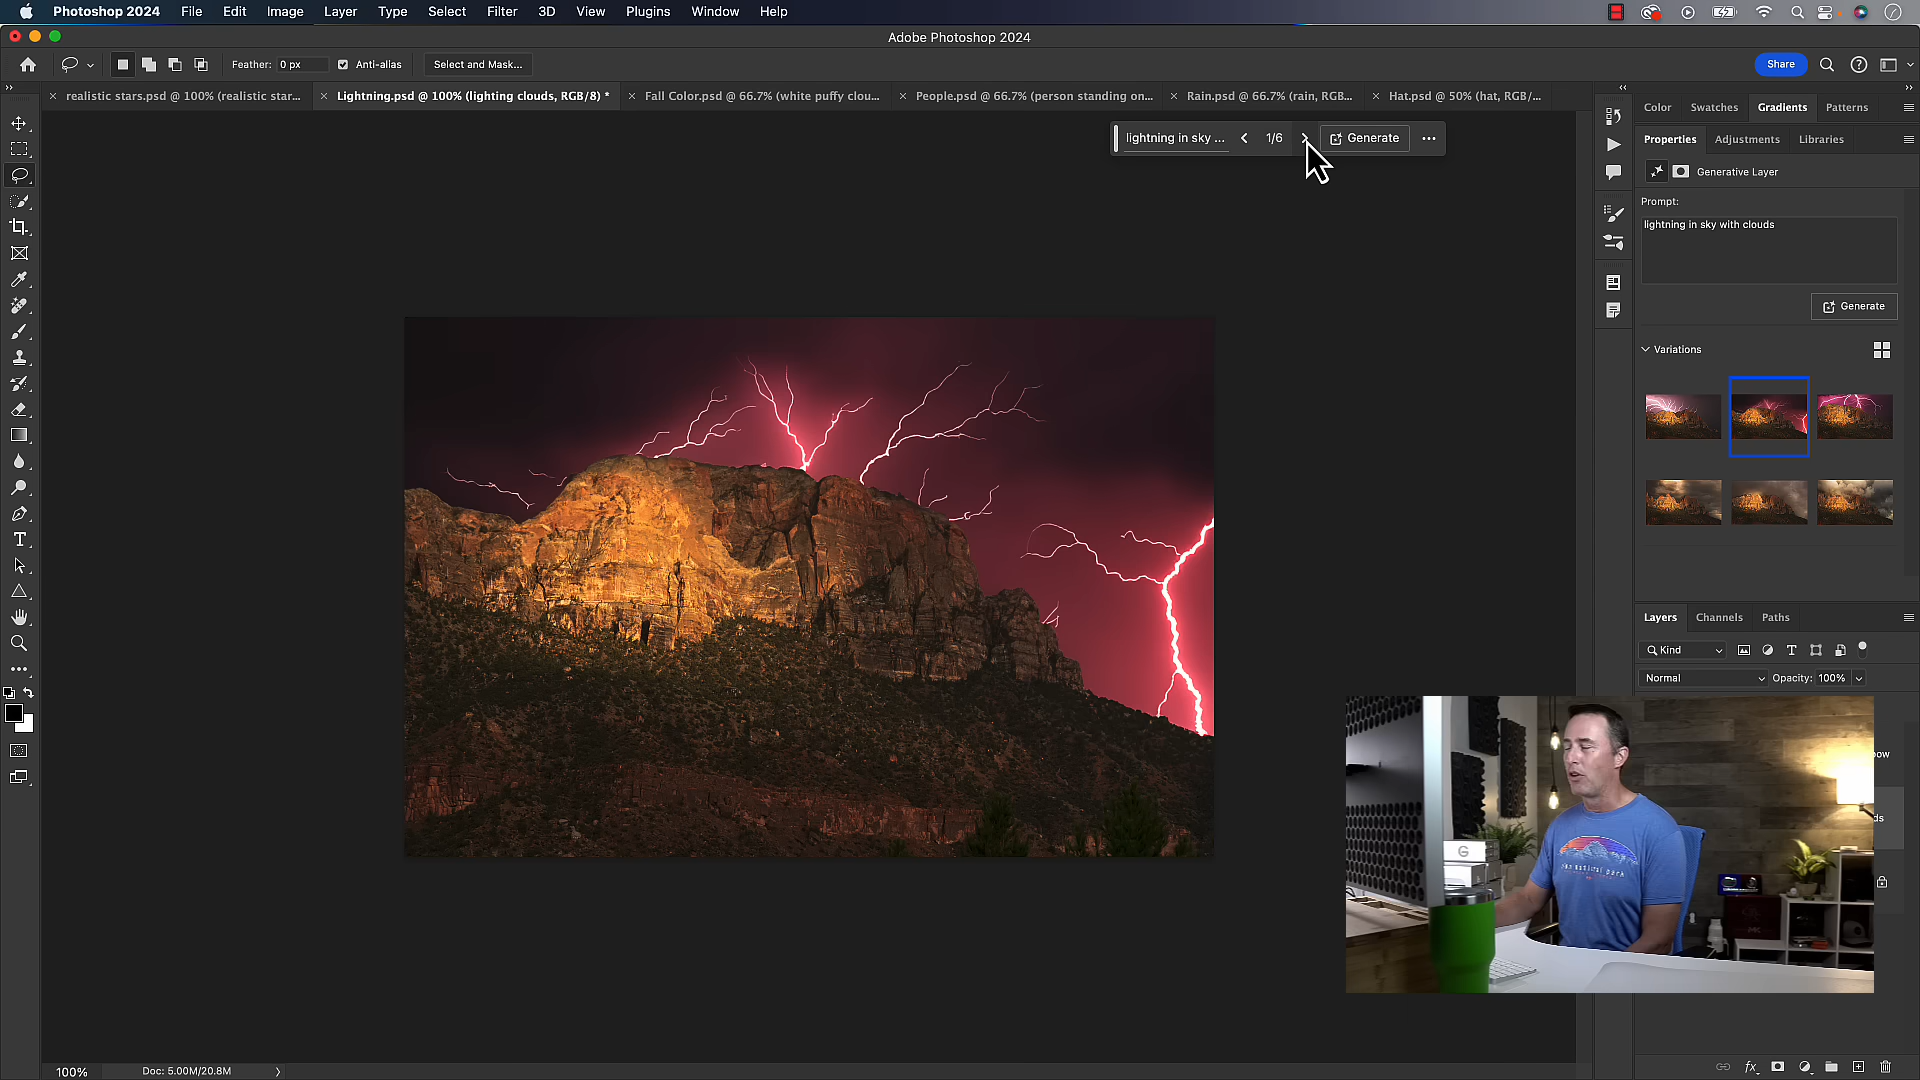 Photoshop 2024 File Edit Image Layer Type Select Filter 3D View Plugins Window Help
Adobe Photoshop 2024
Feather: 0 px Anti-alias Select and Mask... Share
realistic stars.psd @ 100% (realistic star... Lightning.psd @ 100% (lighting clouds, RGB/8) * Fall Color.psd @ 66.7% (white puffy clou... People.psd @ 66.7% (person standing on... Rain.psd @ 66.7% (rain, RGB... Hat.psd @ 50% (hat, RGB/...
Color Swatches Gradients Patterns
lightning in sky ... 1/6 Generate
Properties Adjustments Libraries
Generative Layer
Prompt:
lightning in sky with clouds
Generate
Variations
Layers Channels Paths
Kind
Normal Opacity: 100%
ow
ds
G
national park
100% Doc: 5.00M/20.8M
fx